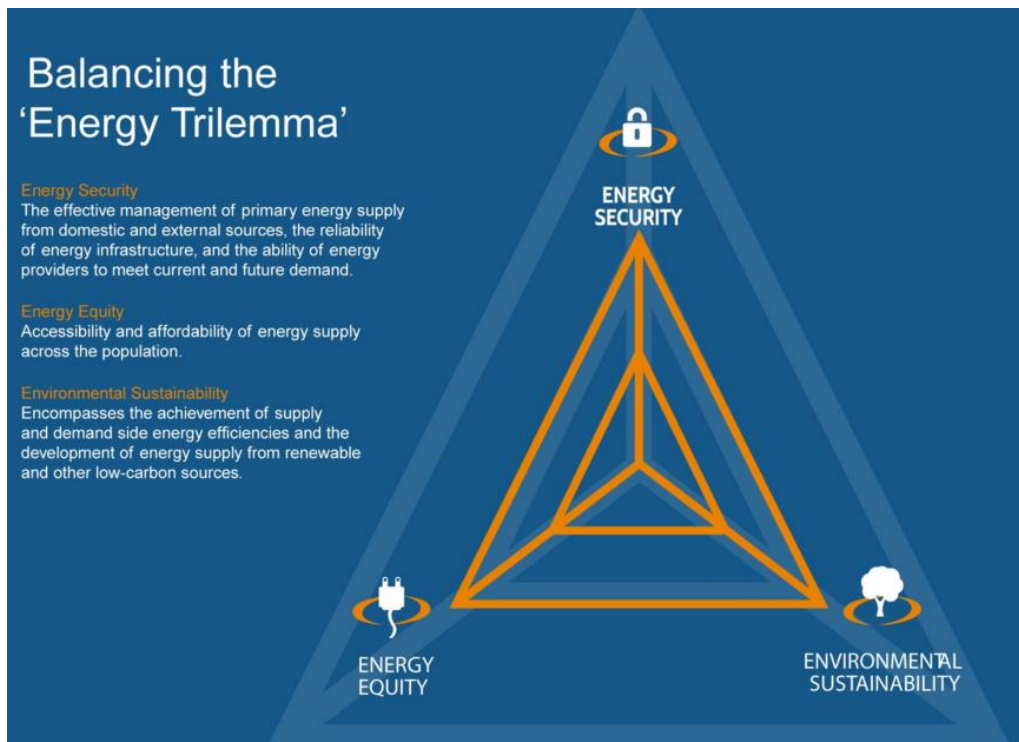 Balancing the
‘Energy Trilemma’
Energy Security
The effective management of primary energy supply
from domestic and external sources, the reliability
of energy infrastructure, and the ability of energy
providers to meet current and future demand.
Energy Equity
Accessibility and affordability of energy supply
across the population.
Environmental Sustainability
Encompasses the achievement of supply
and demand side energy efficiencies and the
development of energy supply from renewable
and other low-carbon sources.
ENERGY
SECURITY
ENERGY
EQUITY
ENVIRONMENTAL
SUSTAINABILITY